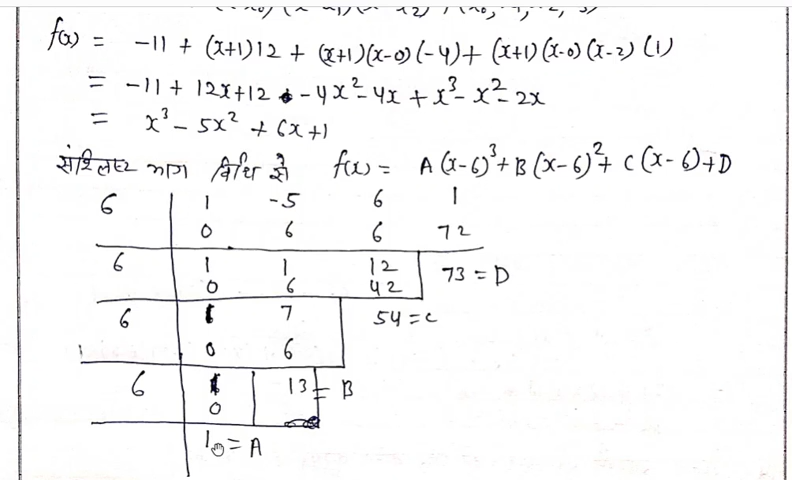 f(x) = -11 + (x+1)12 + (x+1)(x-0)(-4) + (x+1)(x-0)(x-2)(1)
= -11 + 12x+12 - 4x² - 4x + x³ - x² - 2x
= x³ - 5x² + 6x + 1
संश्लिष्ट भाग विधि से f(x) = A(x-6)³ + B(x-6)² + C(x-6) + D
6 1 -5 6 1
0 6 6 72
6 1 1 12 73 = D
0 6 42
6 1 7 54 = C
0 6
6 1 13 = B
0
1 = A